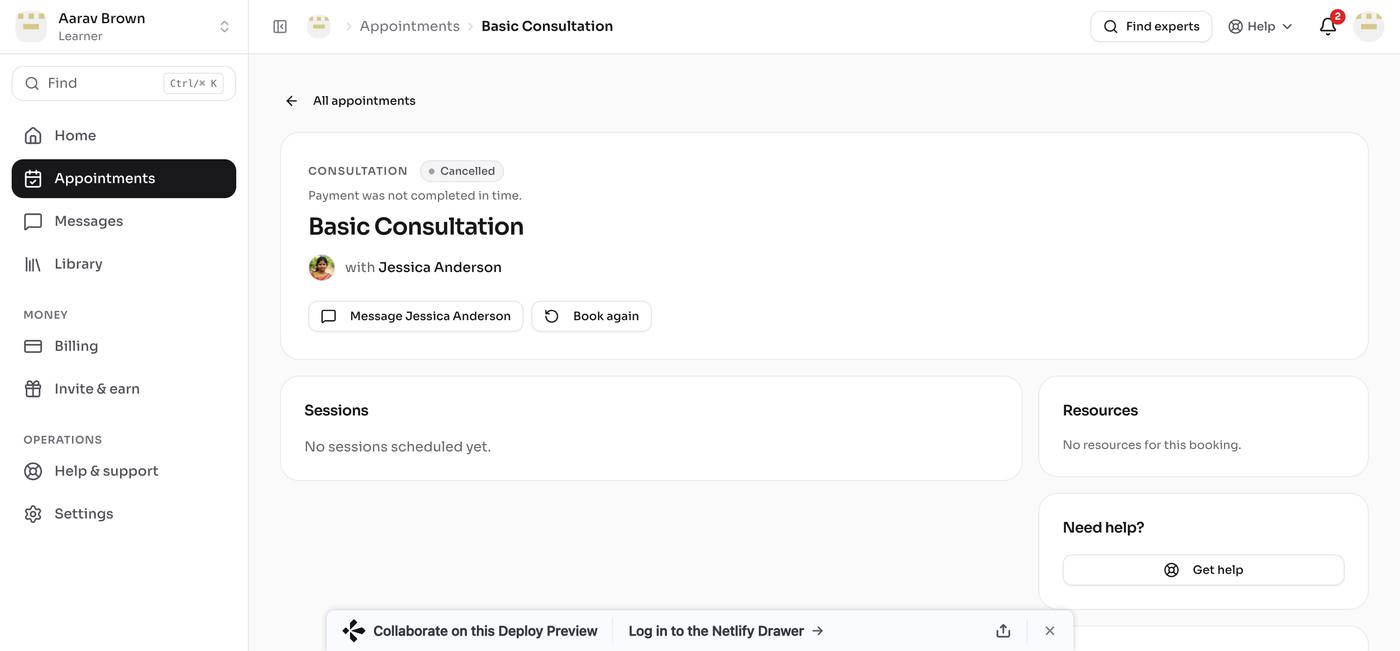 Aarav Brown
Learner
Find
Ctrl/⌘ K
Home
Appointments
Messages
Library
MONEY
Billing
Invite & earn
OPERATIONS
Help & support
Settings
Appointments
Basic Consultation
Find experts
Help
2
All appointments
CONSULTATION
Cancelled
Payment was not completed in time.
Basic Consultation
with Jessica Anderson
Message Jessica Anderson
Book again
Sessions
No sessions scheduled yet.
Resources
No resources for this booking.
Need help?
Get help
Collaborate on this Deploy Preview
Log in to the Netlify Drawer →